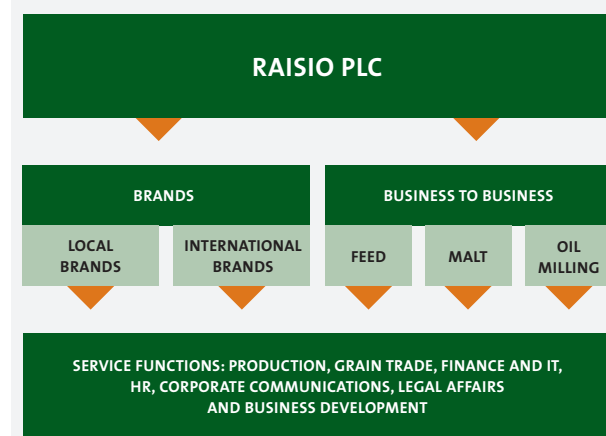 RAISIO PLC
BRANDS
BUSINESS TO BUSINESS
LOCAL
BRANDS
INTERNATIONAL
BRANDS
FEED
MALT
OIL
MILLING
SERVICE FUNCTIONS: PRODUCTION, GRAIN TRADE, FINANCE AND IT,
HR, CORPORATE COMMUNICATIONS, LEGAL AFFAIRS
AND BUSINESS DEVELOPMENT